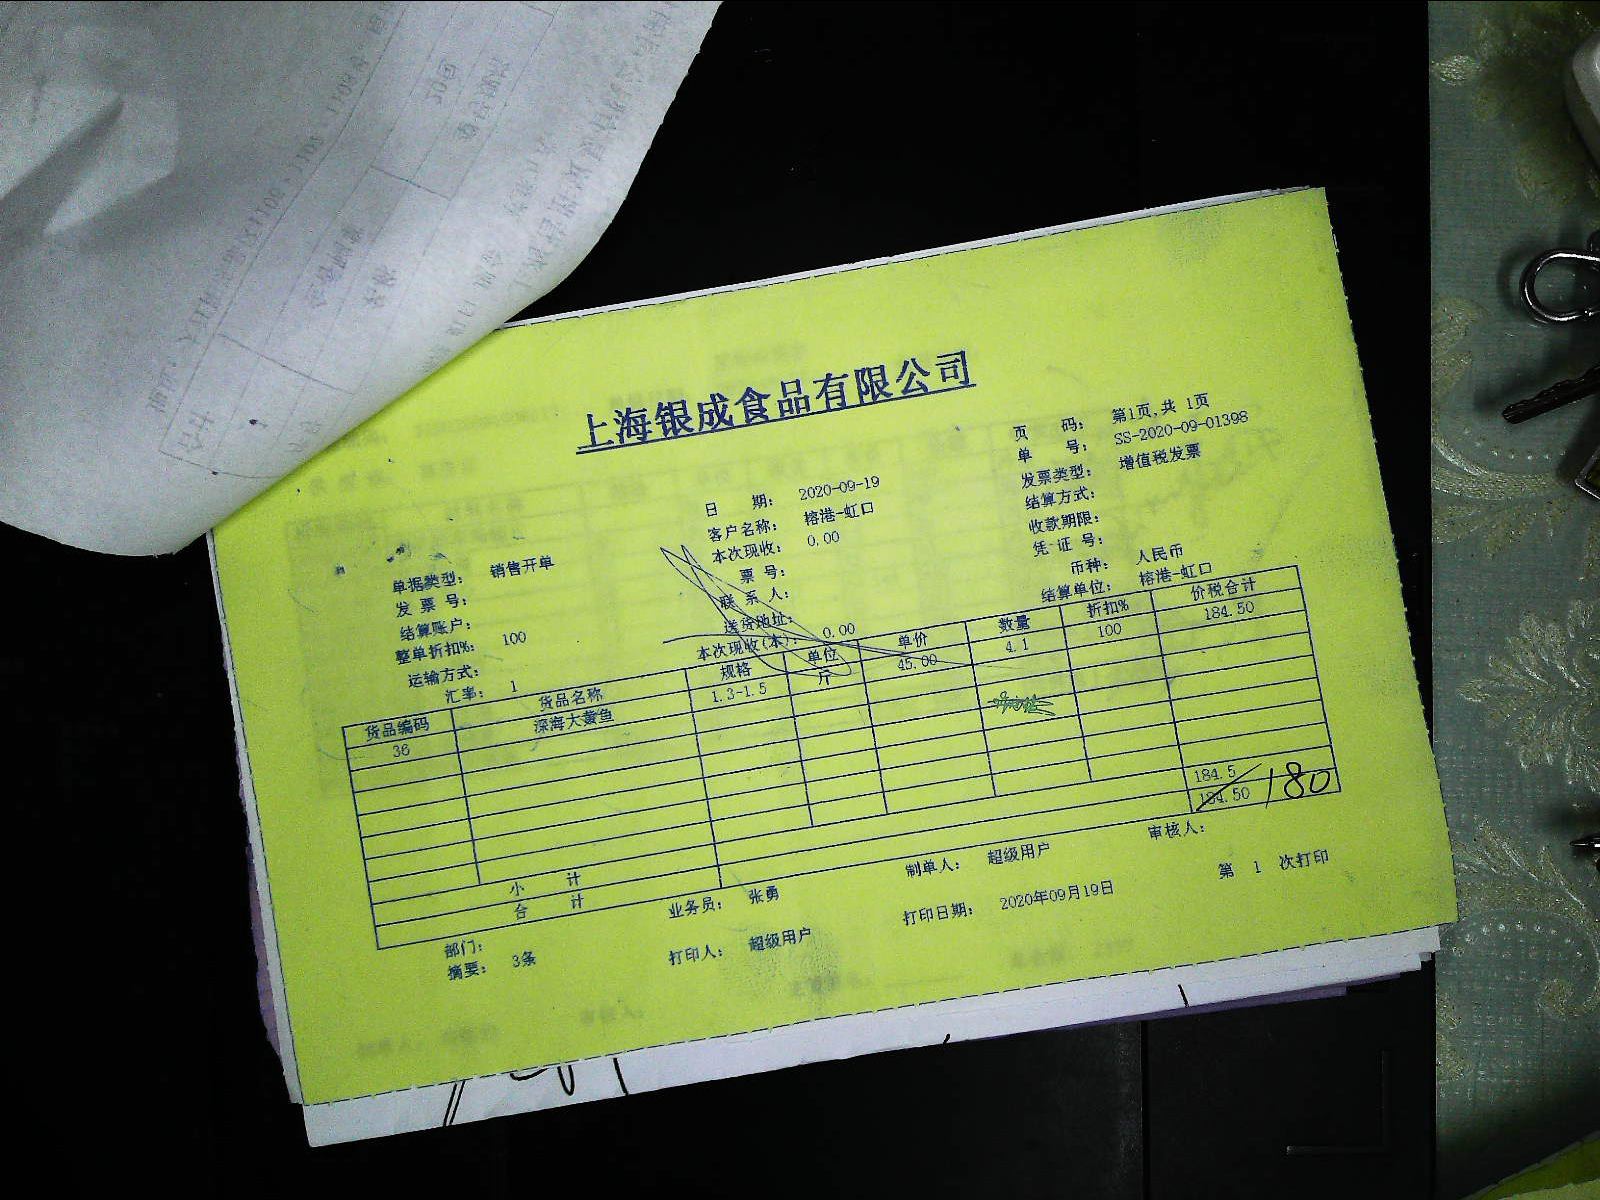 上海银成食品有限公司
页 码: 第1页,共 1页
单 号: SS-2020-09-01398
日 期: 2020-09-19 发票类型: 增值税发票
客户名称: 榕港-虹口 结算方式:
单据类型: 销售开单 本次现收: 0.00 收款期限:
发 票 号: 票 号: 凭 证 号:
结算账户: 联 系 人: 币种: 人民币
整单折扣%: 100 送货地址: 结算单位: 榕港-虹口
运输方式: 本次现收(本): 0.00
汇率: 1
货品编码 货品名称 规格 单位 单价 数量 折扣% 价税合计
36 深海大黄鱼 1.3-1.5 斤 45.00 4.1 100 184.50
小 计 184.5
合 计 184.50 180
部门: 业务员: 张勇 制单人: 超级用户 审核人:
摘要: 3条 打印人: 超级用户 打印日期: 2020年09月19日 第 1 次打印